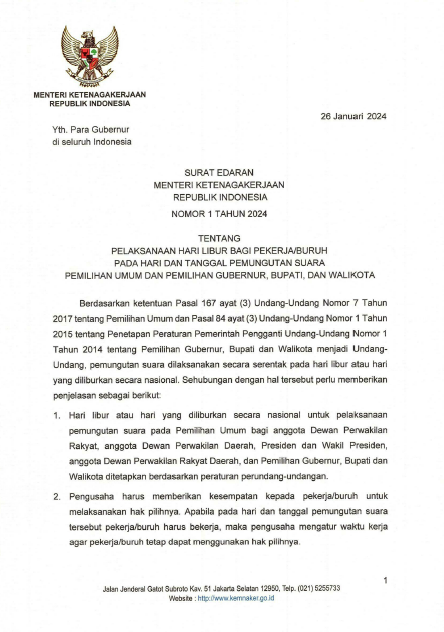 MENTERI KETENAGAKERJAAN
REPUBLIK INDONESIA
26 Januari 2024
Yth. Para Gubernur
di seluruh Indonesia
SURAT EDARAN
MENTERI KETENAGAKERJAAN
REPUBLIK INDONESIA
NOMOR 1 TAHUN 2024
TENTANG
PELAKSANAAN HARI LIBUR BAGI PEKERJA/BURUH
PADA HARI DAN TANGGAL PEMUNGUTAN SUARA
PEMILIHAN UMUM DAN PEMILIHAN GUBERNUR, BUPATI, DAN WALIKOTA
Berdasarkan ketentuan Pasal 167 ayat (3) Undang-Undang Nomor 7 Tahun
2017 tentang Pemilihan Umum dan Pasal 84 ayat (3) Undang-Undang Nomor 1 Tahun
2015 tentang Penetapan Peraturan Pemerintah Pengganti Undang-Undang Nomor 1
Tahun 2014 tentang Pemilihan Gubernur, Bupati dan Walikota menjadi Undang-
Undang, pemungutan suara dilaksanakan secara serentak pada hari libur atau hari
yang diliburkan secara nasional. Sehubungan dengan hal tersebut perlu memberikan
penjelasan sebagai berikut:
1. Hari libur atau hari yang diliburkan secara nasional untuk pelaksanaan
pemungutan suara pada Pemilihan Umum bagi anggota Dewan Perwakilan
Rakyat, anggota Dewan Perwakilan Daerah, Presiden dan Wakil Presiden,
anggota Dewan Perwakilan Rakyat Daerah, dan Pemilihan Gubernur, Bupati dan
Walikota ditetapkan berdasarkan peraturan perundang-undangan.
2. Pengusaha harus memberikan kesempatan kepada pekerja/buruh untuk
melaksanakan hak pilihnya. Apabila pada hari dan tanggal pemungutan suara
tersebut pekerja/buruh harus bekerja, maka pengusaha mengatur waktu kerja
agar pekerja/buruh tetap dapat menggunakan hak pilihnya.
1
Jalan Jenderal Gatot Subroto Kav. 51 Jakarta Selatan 12950, Telp. (021) 5255733
Website : http://www.kemnaker.go.id